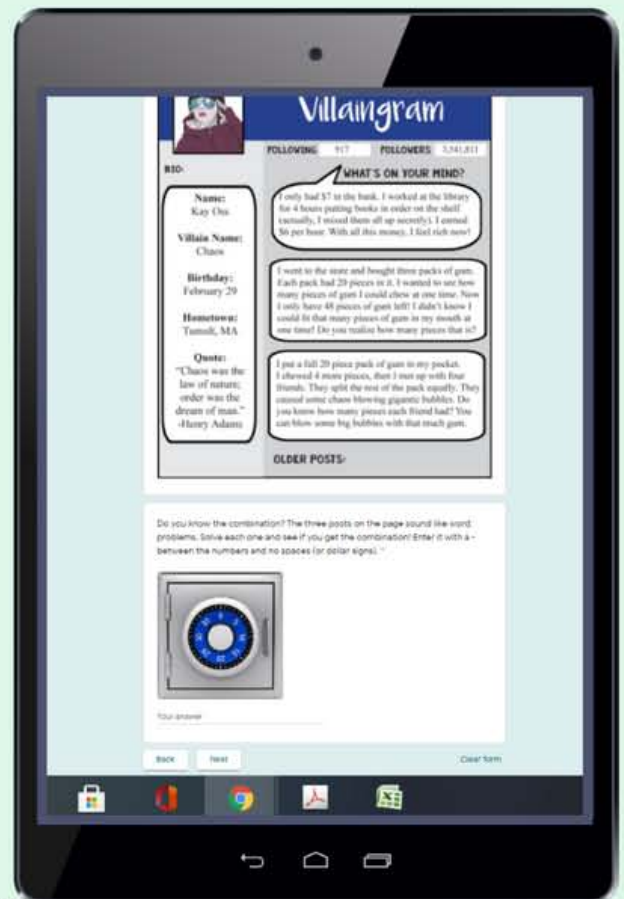 Villaingram
FOLLOWING 917 FOLLOWERS 3,541,811
BIO:
Name:
Kay Oss
Villain Name:
Chaos
Birthday:
February 29
Hometown:
Tumult, MA
Quote:
"Chaos was the
law of nature;
order was the
dream of man."
-Henry Adams
WHAT'S ON YOUR MIND?
I only had $7 in the bank. I worked at the library
for 4 hours putting books in order on the shelf
(actually, I mixed them all up secretly). I earned
$6 per hour. With all this money, I feel rich now!
I went to the store and bought three packs of gum.
Each pack had 20 pieces in it. I wanted to see how
many pieces of gum I could chew at one time. Now
I only have 48 pieces of gum left! I didn't know I
could fit that many pieces of gum in my mouth at
one time! Do you realize how many pieces that is?
I put a full 20 piece pack of gum in my pocket.
I chewed 4 more pieces, then I met up with four
friends. They split the rest of the pack equally. They
caused some chaos blowing gigantic bubbles. Do
you know how many pieces each friend had? You
can blow some big bubbles with that much gum.
OLDER POSTS:
Do you know the combination? The three posts on the page sound like word
problems. Solve each one and see if you get the combination! Enter it with a -
between the numbers and no spaces (or dollar signs). *
Your answer
Back Next Clear form